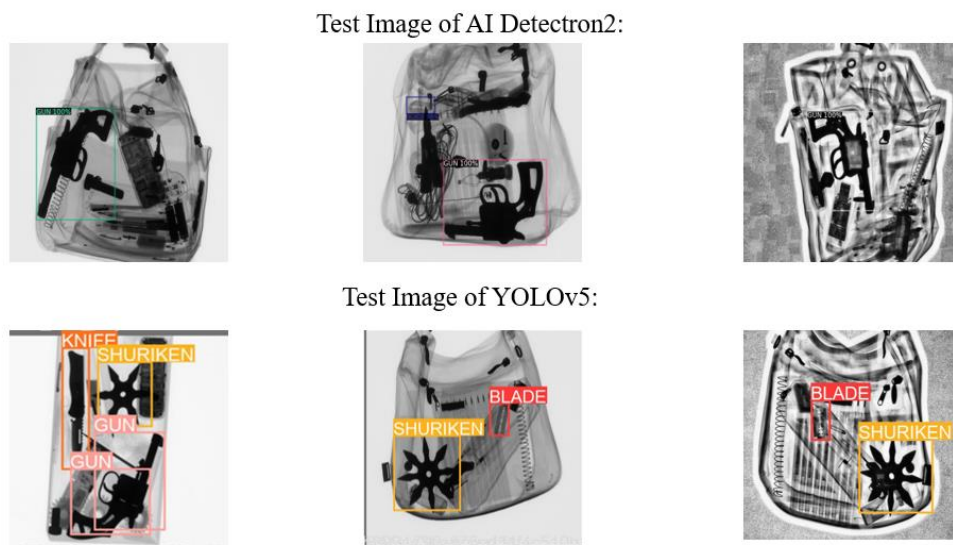 Test Image of AI Detectron2:
GUN 100%
GUN 100%
GUN 100%
Test Image of YOLOv5:
KNIFE
SHURIKEN
GUN
GUN
BLADE
SHURIKEN
BLADE
SHURIKEN